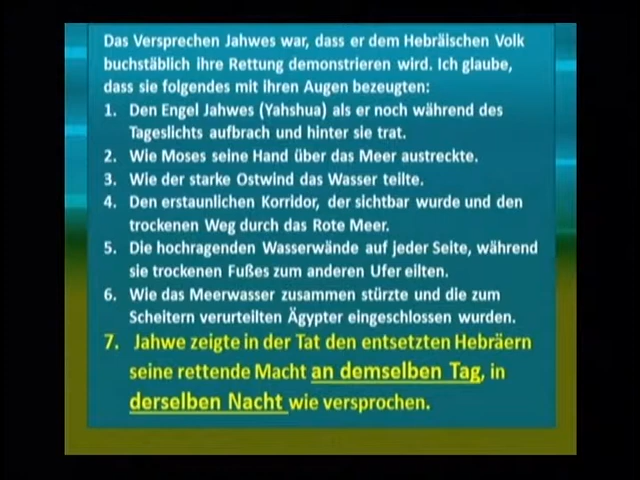 Das Versprechen Jahwes war, dass er dem Hebräischen Volk
buchstäblich ihre Rettung demonstrieren wird. Ich glaube,
dass sie folgendes mit ihren Augen bezeugten:
1. Den Engel Jahwes (Yahshua) als er noch während des
Tageslichts aufbrach und hinter sie trat.
2. Wie Moses seine Hand über das Meer austreckte.
3. Wie der starke Ostwind das Wasser teilte.
4. Den erstaunlichen Korridor, der sichtbar wurde und den
trockenen Weg durch das Rote Meer.
5. Die hochragenden Wasserwände auf jeder Seite, während
sie trockenen Fußes zum anderen Ufer eilten.
6. Wie das Meerwasser zusammen stürzte und die zum
Scheitern verurteilten Ägypter eingeschlossen wurden.
7. Jahwe zeigte in der Tat den entsetzten Hebräern
seine rettende Macht an demselben Tag, in
derselben Nacht wie versprochen.